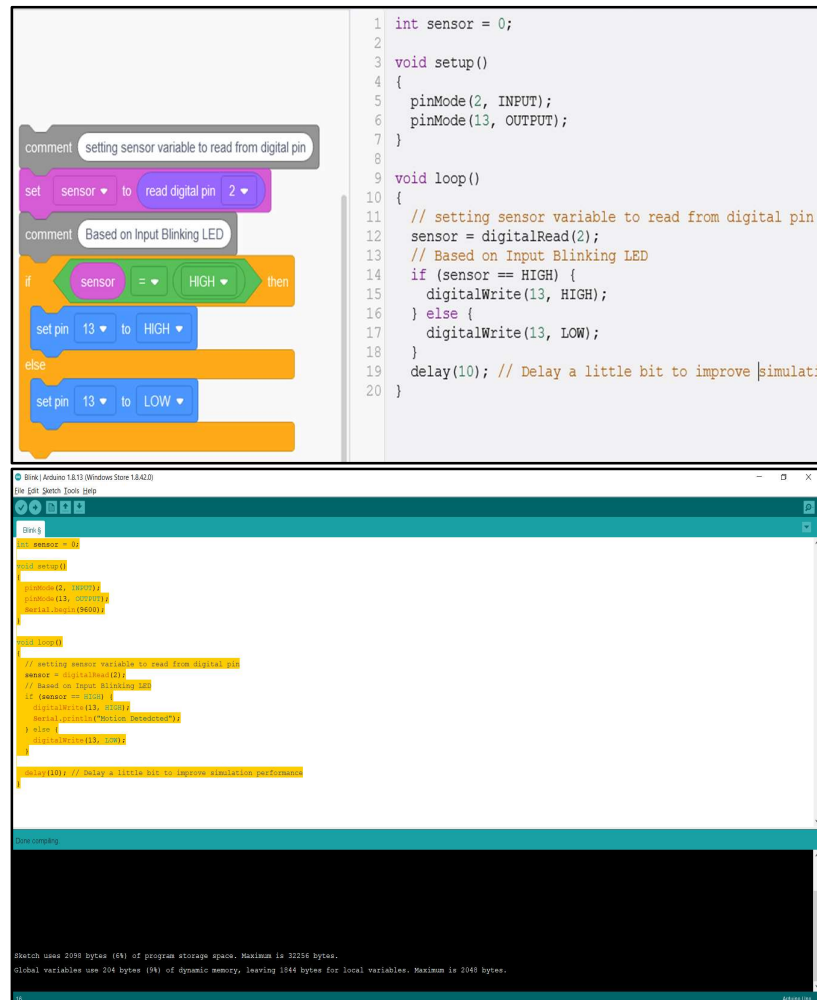 comment setting sensor variable to read from digital pin
set sensor to read digital pin 2
comment Based on Input Blinking LED
if sensor = HIGH then
set pin 13 to HIGH
else
set pin 13 to LOW
1 int sensor = 0;
2
3 void setup()
4 {
5 pinMode(2, INPUT);
6 pinMode(13, OUTPUT);
7 }
8
9 void loop()
10 {
11 // setting sensor variable to read from digital pin
12 sensor = digitalRead(2);
13 // Based on Input Blinking LED
14 if (sensor == HIGH) {
15 digitalWrite(13, HIGH);
16 } else {
17 digitalWrite(13, LOW);
18 }
19 delay(10); // Delay a little bit to improve simulati
20 }
Blink | Arduino 1.8.13 (Windows Store 1.8.42.0)
File Edit Sketch Tools Help
Blink §
int sensor = 0;
void setup()
{
pinMode(2, INPUT);
pinMode(13, OUTPUT);
Serial.begin(9600);
}
void loop()
{
// setting sensor variable to read from digital pin
sensor = digitalRead(2);
// Based on Input Blinking LED
if (sensor == HIGH) {
digitalWrite(13, HIGH);
Serial.println("Motion Detedcted");
} else {
digitalWrite(13, LOW);
}
delay(10); // Delay a little bit to improve simulation performance
}
Done compiling.
Sketch uses 2098 bytes (6%) of program storage space. Maximum is 32256 bytes.
Global variables use 204 bytes (9%) of dynamic memory, leaving 1844 bytes for local variables. Maximum is 2048 bytes.
16 Arduino Uno